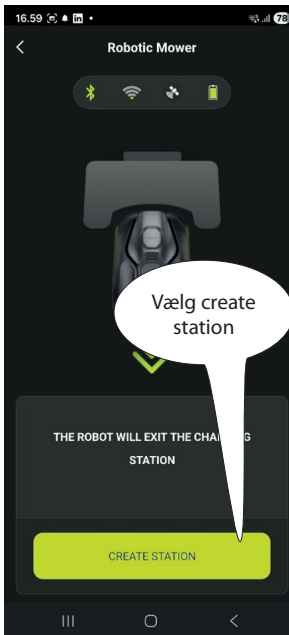 16.59 78
Robotic Mower
Vælg create
station
THE ROBOT WILL EXIT THE CHA G
STATION
CREATE STATION